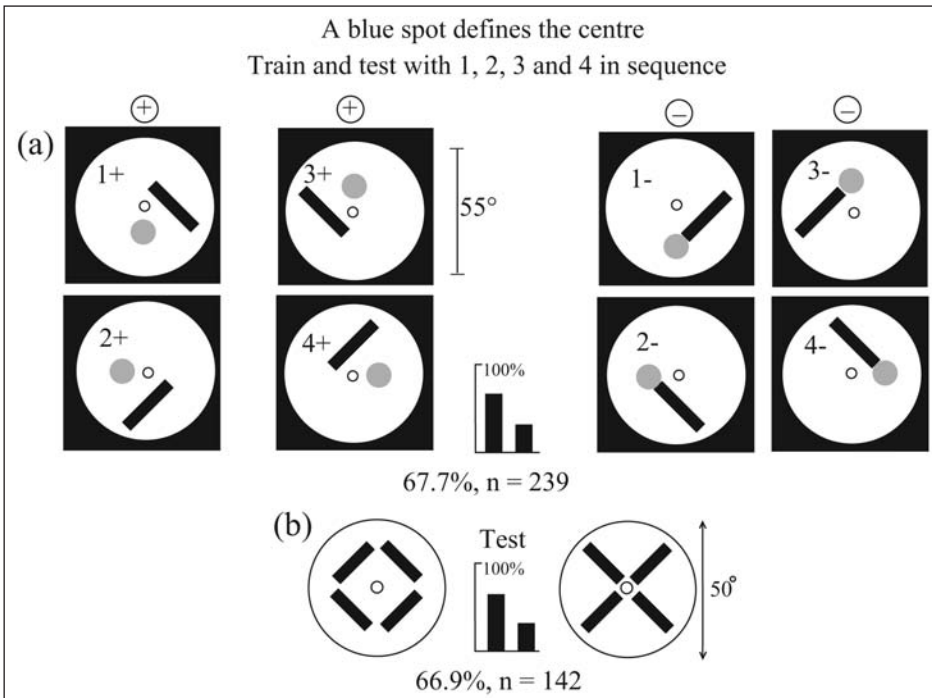 A blue spot defines the centre
Train and test with 1, 2, 3 and 4 in sequence
+ + − −
(a)
1+ 3+ 55° 1- 3-
2+ 4+ 100% 2- 4-
67.7%, n = 239
(b) Test
100% 50°
66.9%, n = 142